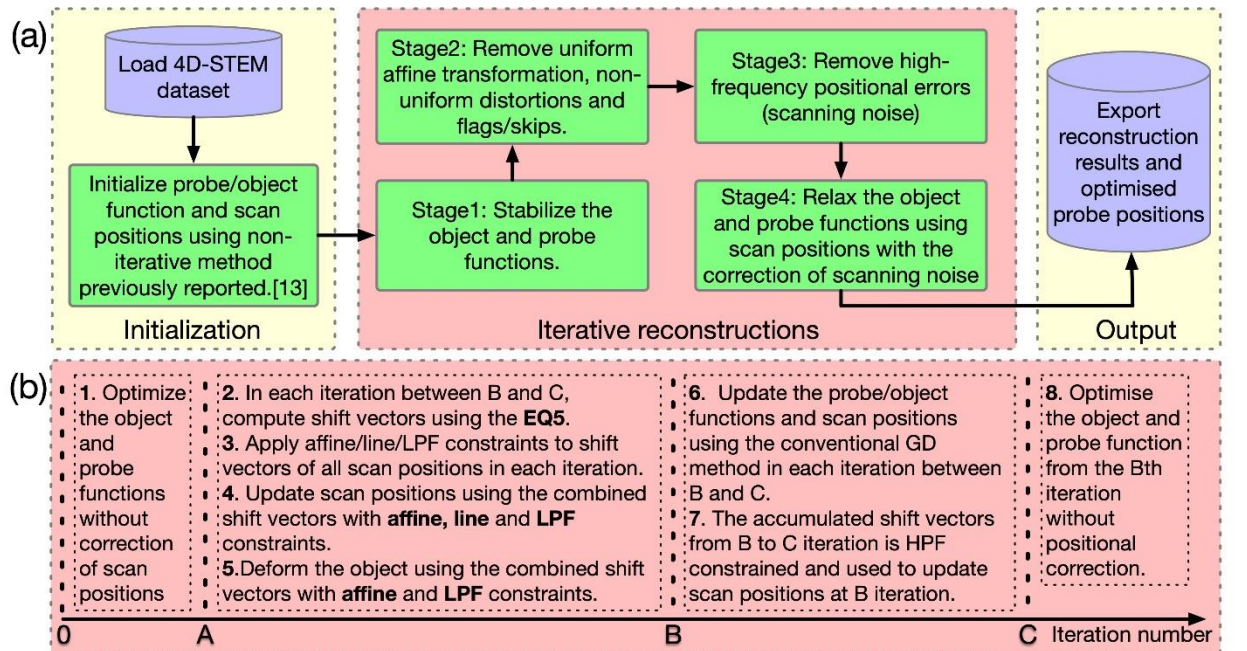 (a)
Load 4D-STEM
dataset
Initialize probe/object
function and scan
positions using non-
iterative method
previously reported.[13]
Initialization
Stage2: Remove uniform
affine transformation, non-
uniform distortions and
flags/skips.
Stage1: Stabilize the
object and probe
functions.
Stage3: Remove high-
frequency positional errors
(scanning noise)
Stage4: Relax the object
and probe functions using
scan positions with the
correction of scanning noise
Iterative reconstructions
Export
reconstruction
results and
optimised
probe positions
Output
(b)
1. Optimize
the object
and
probe
functions
without
correction
of scan
positions
2. In each iteration between B and C,
compute shift vectors using the EQ5.
3. Apply affine/line/LPF constraints to shift
vectors of all scan positions in each iteration.
4. Update scan positions using the combined
shift vectors with affine, line and LPF
constraints.
5.Deform the object using the combined shift
vectors with affine and LPF constraints.
6. Update the probe/object
functions and scan positions
using the conventional GD
method in each iteration between
B and C.
7. The accumulated shift vectors
from B to C iteration is HPF
constrained and used to update
scan positions at B iteration.
8. Optimise
the object and
probe function
from the Bth
iteration
without
positional
correction.
0
A
B
C
Iteration number